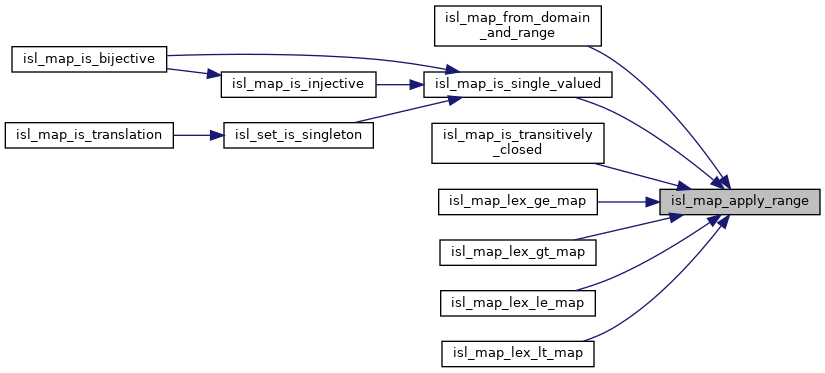 isl_map_from_domain
_and_range
isl_map_is_bijective
isl_map_is_injective
isl_map_is_single_valued
isl_map_is_translation
isl_set_is_singleton
isl_map_is_transitively
_closed
isl_map_lex_ge_map
isl_map_apply_range
isl_map_lex_gt_map
isl_map_lex_le_map
isl_map_lex_lt_map